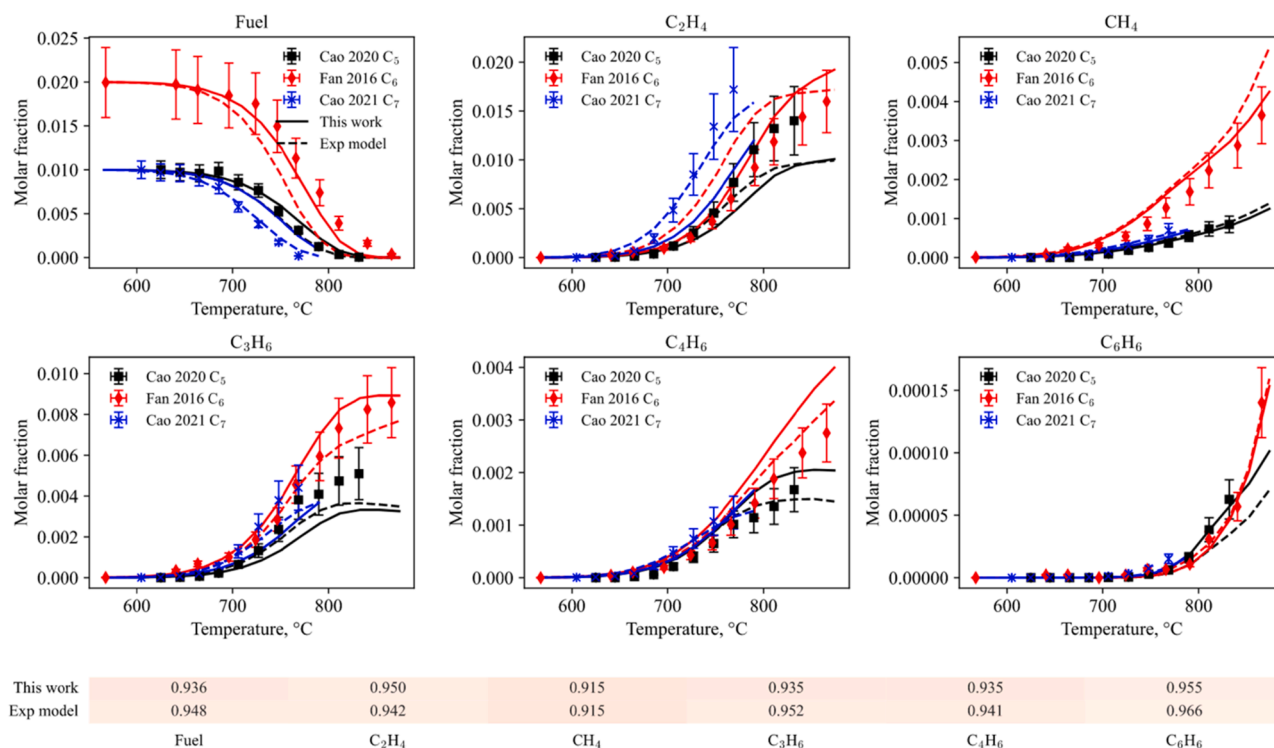 Fuel
0.025
0.020
0.015
0.010
0.005
0.000
Molar fraction
600
700
800
Temperature, °C
Cao 2020 C₅
Fan 2016 C₆
Cao 2021 C₇
This work
Exp model
C₂H₄
0.020
0.015
0.010
0.005
0.000
Molar fraction
600
700
800
Temperature, °C
Cao 2020 C₅
Fan 2016 C₆
Cao 2021 C₇
CH₄
0.005
0.004
0.003
0.002
0.001
0.000
Molar fraction
600
700
800
Temperature, °C
Cao 2020 C₅
Fan 2016 C₆
Cao 2021 C₇
C₃H₆
0.010
0.008
0.006
0.004
0.002
0.000
Molar fraction
600
700
800
Temperature, °C
Cao 2020 C₅
Fan 2016 C₆
Cao 2021 C₇
C₄H₆
0.004
0.003
0.002
0.001
0.000
Molar fraction
600
700
800
Temperature, °C
Cao 2020 C₅
Fan 2016 C₆
Cao 2021 C₇
C₆H₆
0.00015
0.00010
0.00005
0.00000
Molar fraction
600
700
800
Temperature, °C
Cao 2020 C₅
Fan 2016 C₆
Cao 2021 C₇
This work 0.936 0.950 0.915 0.935 0.935 0.955
Exp model 0.948 0.942 0.915 0.952 0.941 0.966
Fuel C₂H₄ CH₄ C₃H₆ C₄H₆ C₆H₆